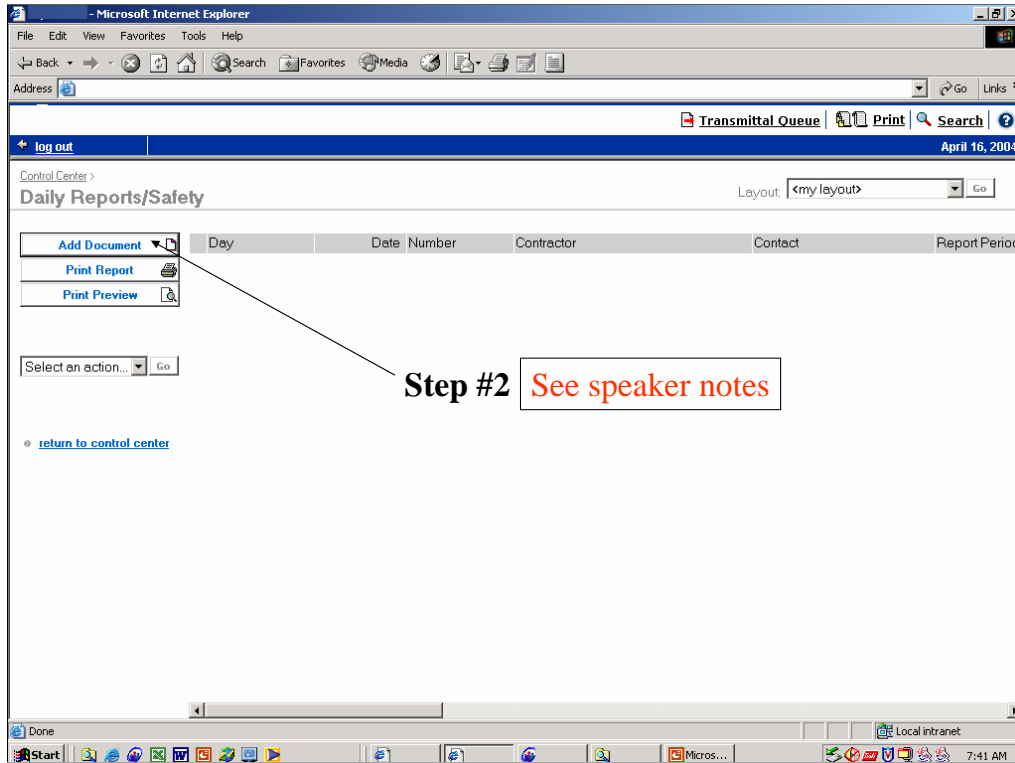 - Microsoft Internet Explorer
File Edit View Favorites Tools Help
Back Search Favorites Media
Address Go Links
Transmittal Queue Print Search
log out April 16, 2004
Control Center >
Daily Reports/Safety
Layout: <my layout> Go
Add Document Day Date Number Contractor Contact Report Period
Print Report
Print Preview
Select an action... Go
Step #2 See speaker notes
return to control center
Done Local intranet
Start Micros... 7:41 AM